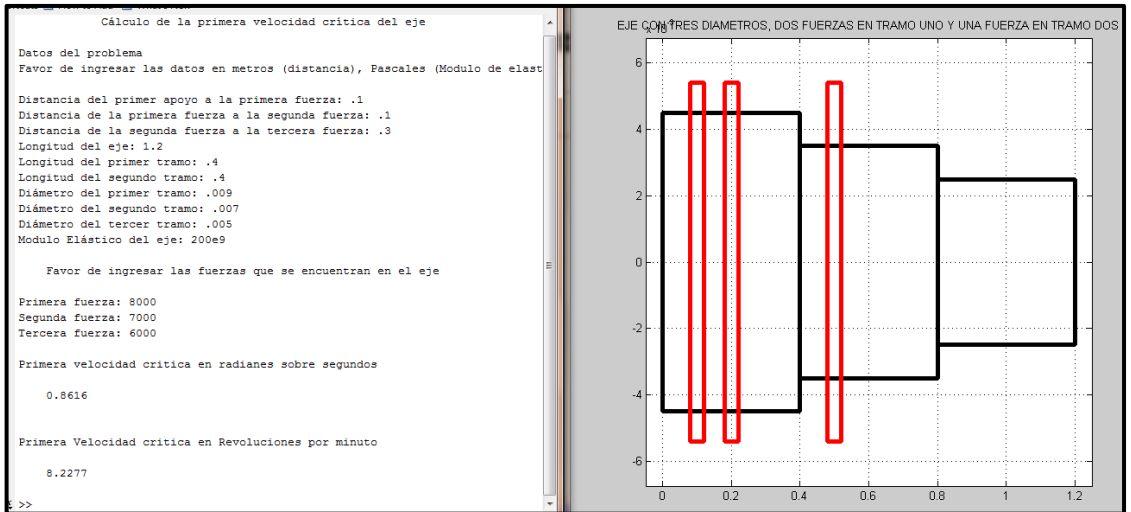 Cálculo de la primera velocidad crítica del eje
Datos del problema
Favor de ingresar las datos en metros (distancia), Pascales (Modulo de elast
Distancia del primer apoyo a la primera fuerza: .1
Distancia de la primera fuerza a la segunda fuerza: .1
Distancia de la segunda fuerza a la tercera fuerza: .3
Longitud del eje: 1.2
Longitud del primer tramo: .4
Longitud del segundo tramo: .4
Diámetro del primer tramo: .009
Diámetro del segundo tramo: .007
Diámetro del tercer tramo: .005
Modulo Elástico del eje: 200e9
Favor de ingresar las fuerzas que se encuentran en el eje
Primera fuerza: 8000
Segunda fuerza: 7000
Tercera fuerza: 6000
Primera velocidad critica en radianes sobre segundos
0.8616
Primera Velocidad critica en Revoluciones por minuto
8.2277
>>
EJE CON TRES DIAMETROS, DOS FUERZAS EN TRAMO UNO Y UNA FUERZA EN TRAMO DOS
6
4
2
0
-2
-4
-6
0 0.2 0.4 0.6 0.8 1 1.2